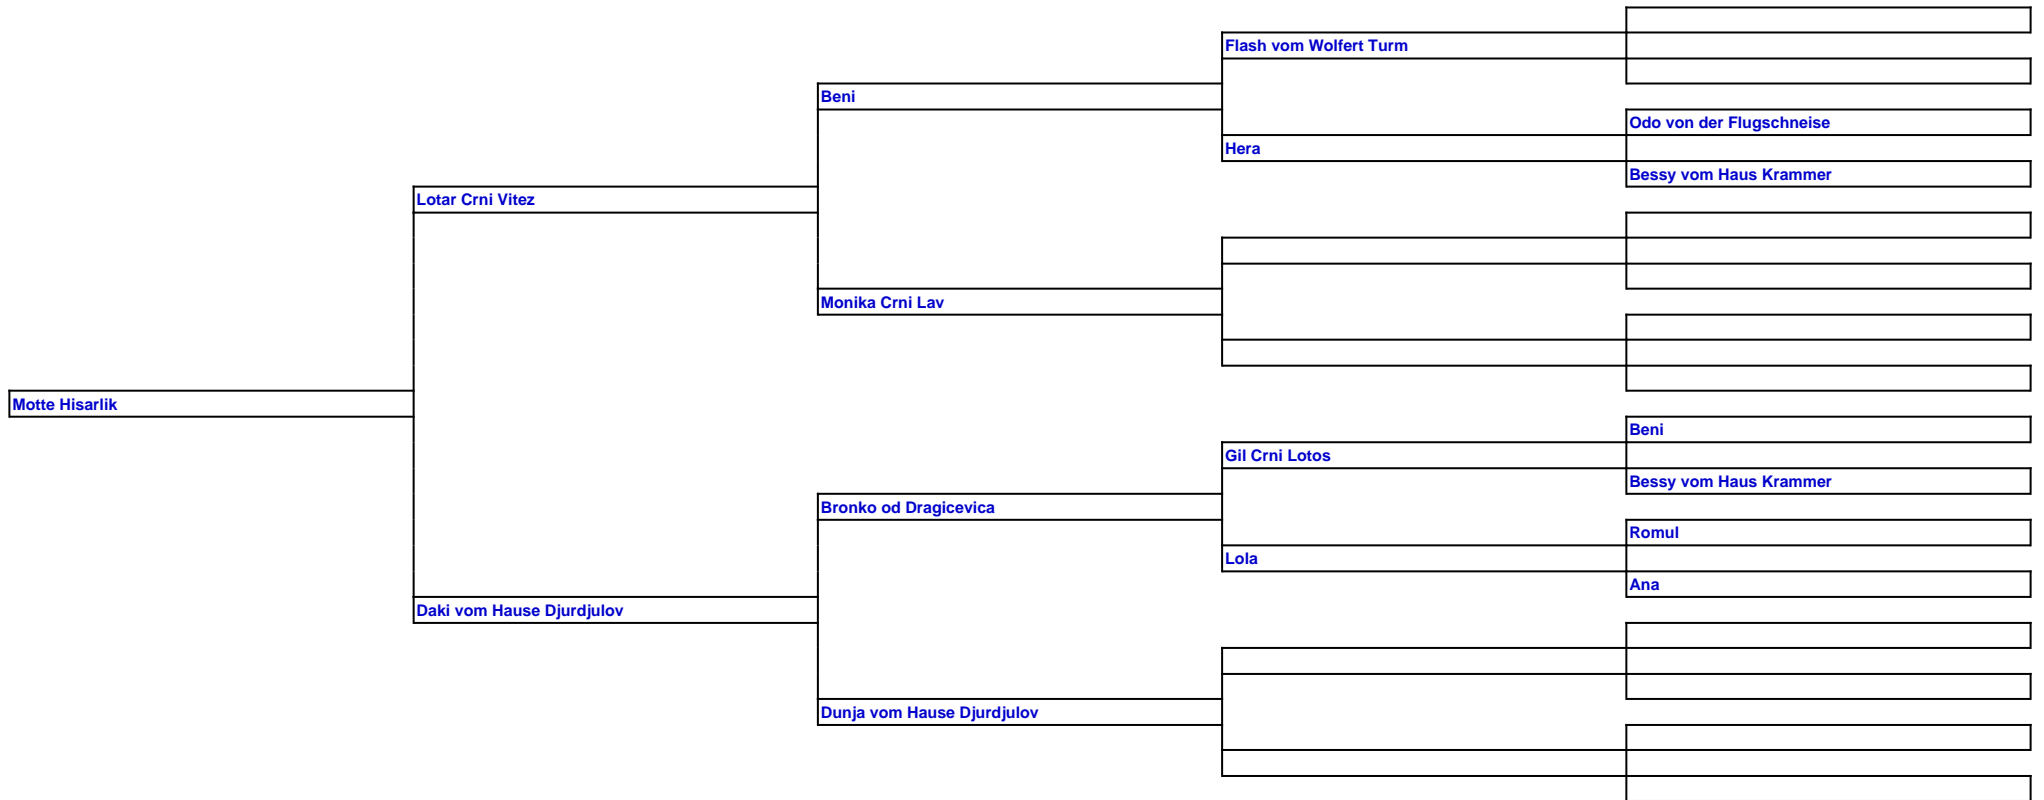 Flash vom Wolfert Turm
Beni
Odo von der Flugschneise
Hera
Bessy vom Haus Krammer
Lotar Crni Vitez
Monika Crni Lav
Motte Hisarlik
Beni
Gil Crni Lotos
Bessy vom Haus Krammer
Bronko od Dragicevica
Romul
Lola
Ana
Daki vom Hause Djurdjulov
Dunja vom Hause Djurdjulov